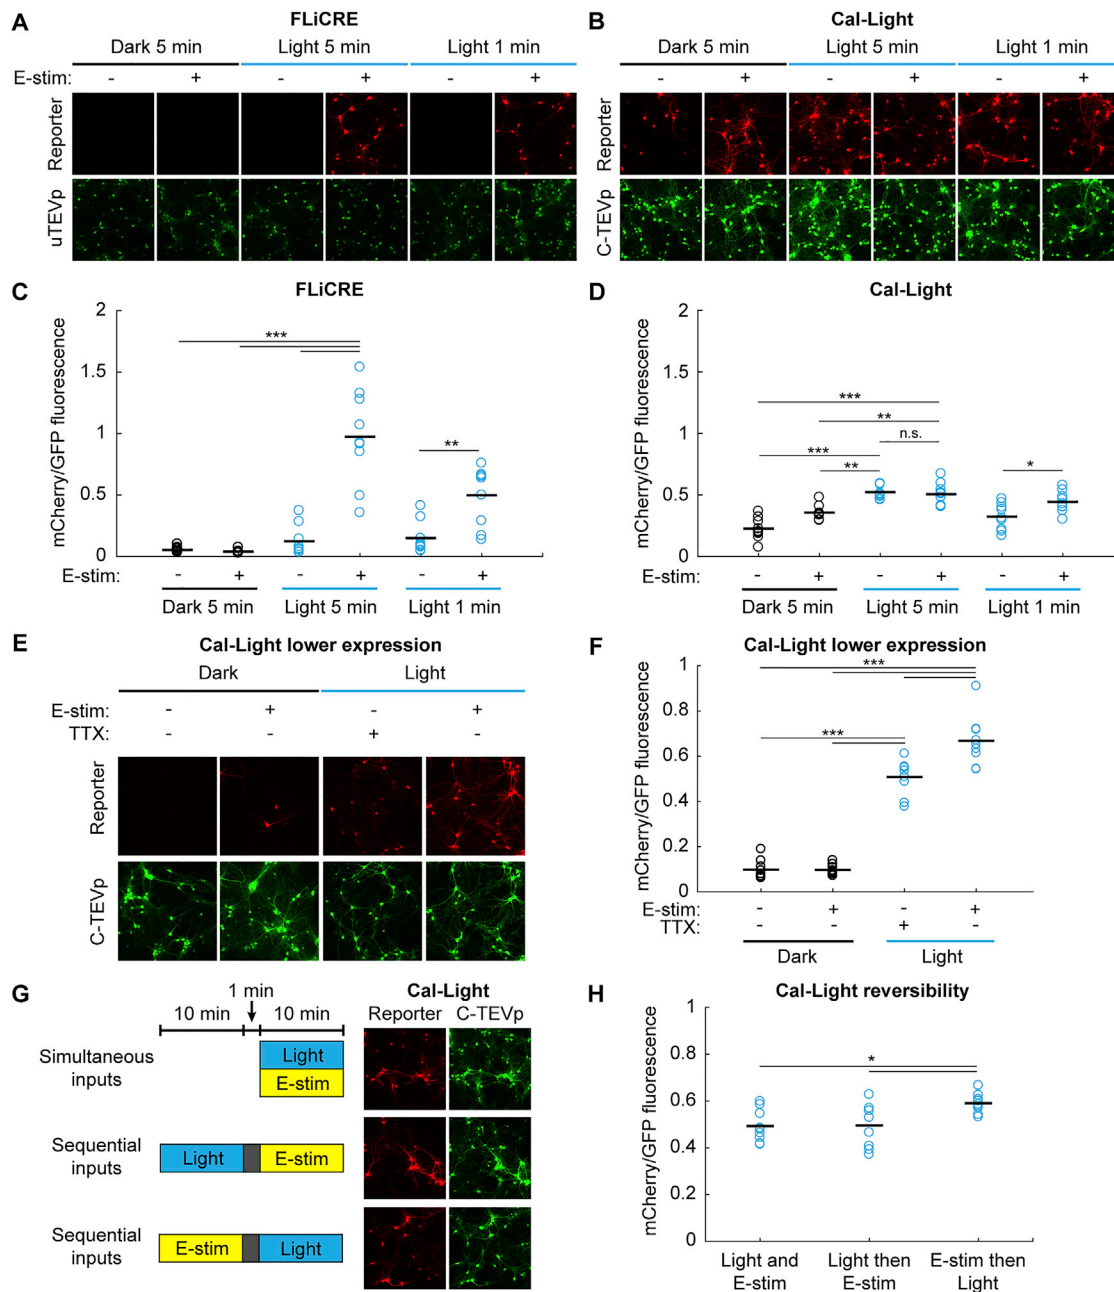 A
FLiCRE
Dark 5 min Light 5 min Light 1 min
E-stim: - + - + - +
Reporter
uTEVp
B
Cal-Light
Dark 5 min Light 5 min Light 1 min
- + - + - +
Reporter
C-TEVp
C
FLiCRE
mCherry/GFP fluorescence
2
1.5
1
0.5
0
***
**
E-stim: - + - + - +
Dark 5 min Light 5 min Light 1 min
D
Cal-Light
mCherry/GFP fluorescence
2
1.5
1
0.5
0
***
**
n.s.
***
**
*
E-stim: - + - + - +
Dark 5 min Light 5 min Light 1 min
E
Cal-Light lower expression
Dark Light
E-stim: - + - +
TTX: - - + -
Reporter
C-TEVp
F
Cal-Light lower expression
mCherry/GFP fluorescence
1
0.8
0.6
0.4
0.2
0
***
***
E-stim: - + - +
TTX: - - + -
Dark Light
G
1 min
10 min 10 min
Simultaneous
inputs
Light
E-stim
Sequential
inputs
Light E-stim
Sequential
inputs
E-stim Light
Cal-Light
Reporter C-TEVp
H
Cal-Light reversibility
mCherry/GFP fluorescence
1
0.8
0.6
0.4
0.2
0
*
Light and
E-stim
Light then
E-stim
E-stim then
Light